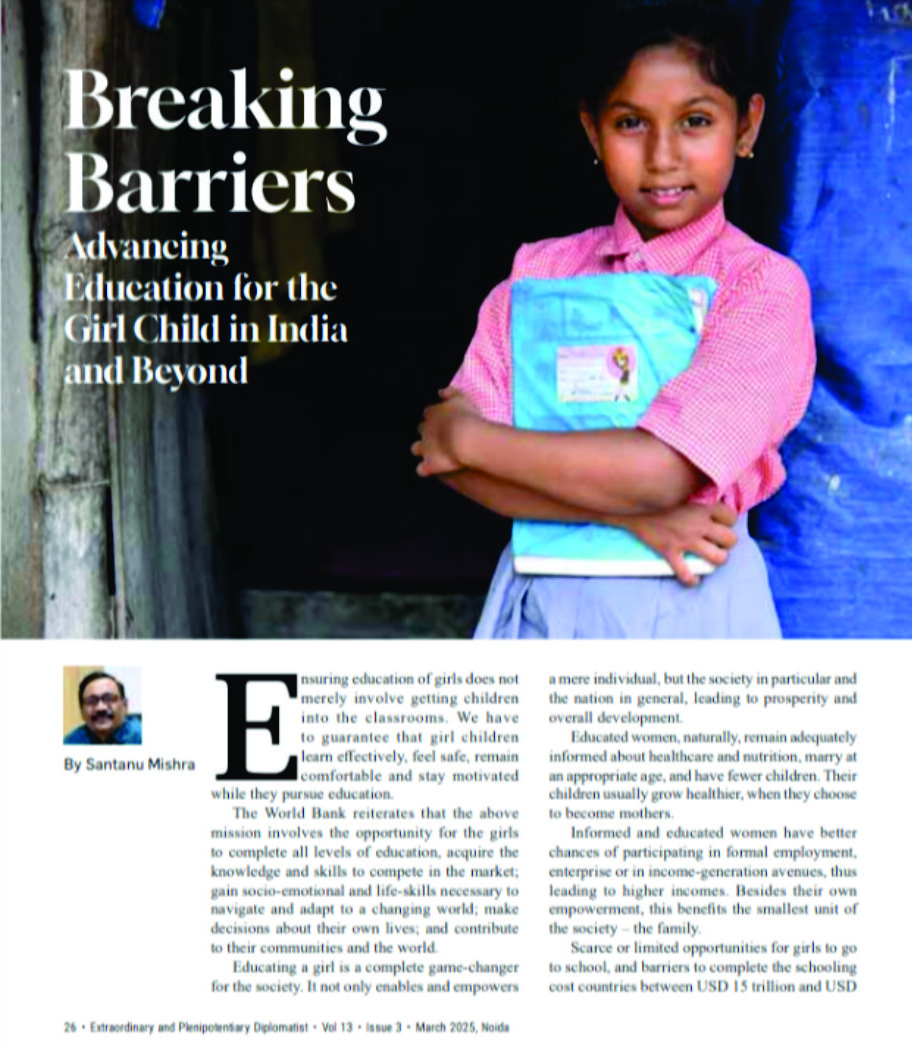 Breaking
Barriers
Advancing
Education for the
Girl Child in India
and Beyond
By Santanu Mishra
Ensuring education of girls does not
merely involve getting children
into the classrooms. We have
to guarantee that girl children
learn effectively, feel safe, remain
comfortable and stay motivated
while they pursue education.
The World Bank reiterates that the above
mission involves the opportunity for the girls
to complete all levels of education, acquire the
knowledge and skills to compete in the market;
gain socio-emotional and life-skills necessary to
navigate and adapt to a changing world; make
decisions about their own lives; and contribute
to their communities and the world.
Educating a girl is a complete game-changer
for the society. It not only enables and empowers
a mere individual, but the society in particular and
the nation in general, leading to prosperity and
overall development.
Educated women, naturally, remain adequately
informed about healthcare and nutrition, marry at
an appropriate age, and have fewer children. Their
children usually grow healthier, when they choose
to become mothers.
Informed and educated women have better
chances of participating in formal employment,
enterprise or in income-generation avenues, thus
leading to higher incomes. Besides their own
empowerment, this benefits the smallest unit of
the society – the family.
Scarce or limited opportunities for girls to go
to school, and barriers to complete the schooling
cost countries between USD 15 trillion and USD
26 • Extraordinary and Plenipotentiary Diplomatist • Vol 13 • Issue 3 • March 2025, Noida